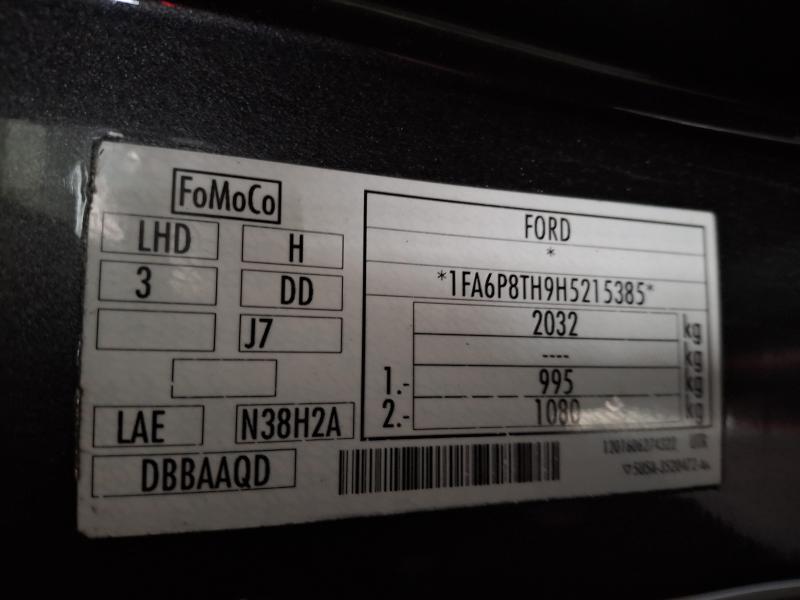 FoMoCo
LHD H
3 DD
J7
LAE N38H2A
DBBAAQD
FORD
*
*1FA6P8TH9H5215385*
2032 kg
---- kg
1.- 995 kg
2.- 1080 kg